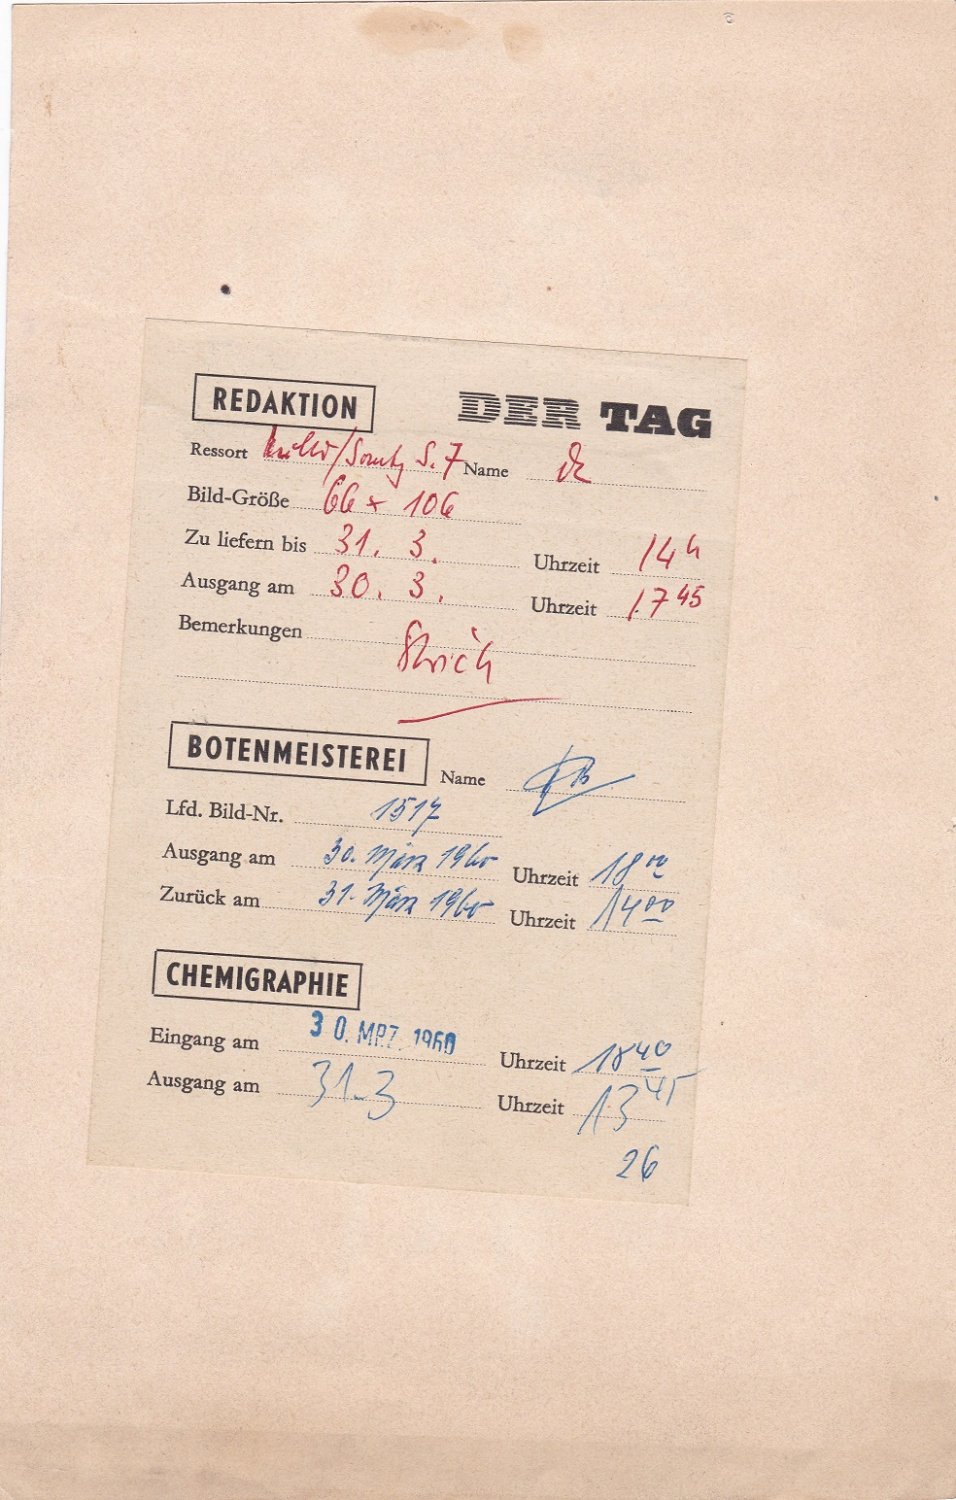 REDAKTION DER TAG
Ressort S. 7 Name
Bild-Größe 66 x 106
Zu liefern bis 31. 3. Uhrzeit 14 h
Ausgang am 30. 3. Uhrzeit 17 45
Bemerkungen Strich
BOTENMEISTEREI Name
Lfd. Bild-Nr. 1517
Ausgang am 30. März 1960 Uhrzeit 18 00
Zurück am 31. März 1960 Uhrzeit 14 00
CHEMIGRAPHIE
Eingang am 30. MRZ. 1960 Uhrzeit 18 40
Ausgang am 31.3 Uhrzeit 13 45
26